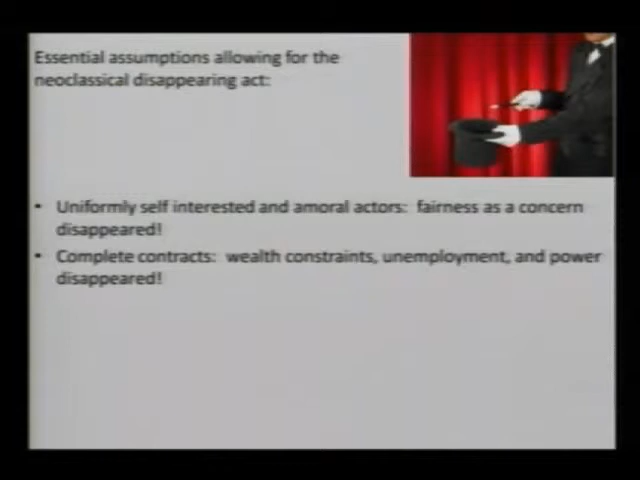 Essential assumptions allowing for the
neoclassical disappearing act:
• Uniformly self interested and amoral actors: fairness as a concern
disappeared!
• Complete contracts: wealth constraints, unemployment, and power
disappeared!